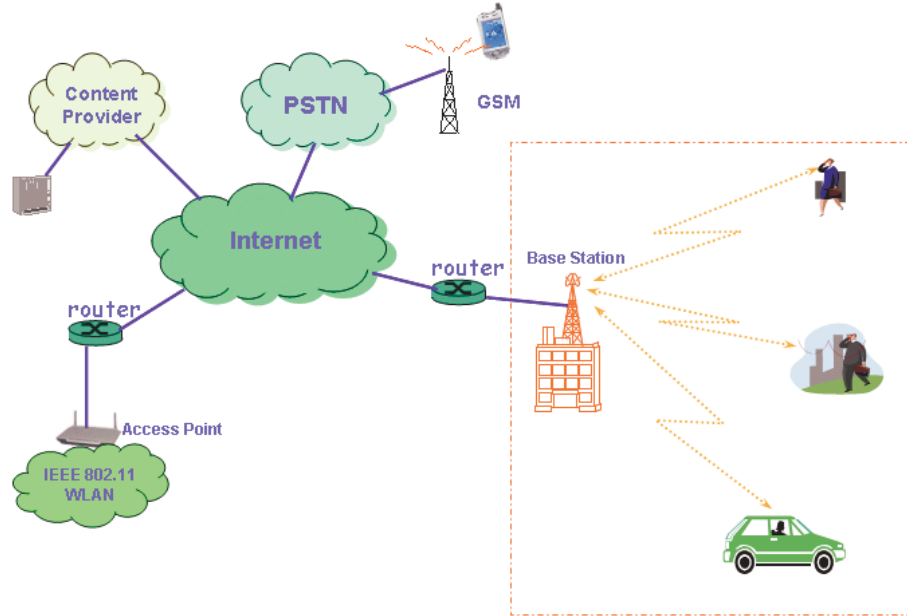 Content
Provider
PSTN
GSM
Internet
Base Station
router
router
Access Point
IEEE 802.11
WLAN